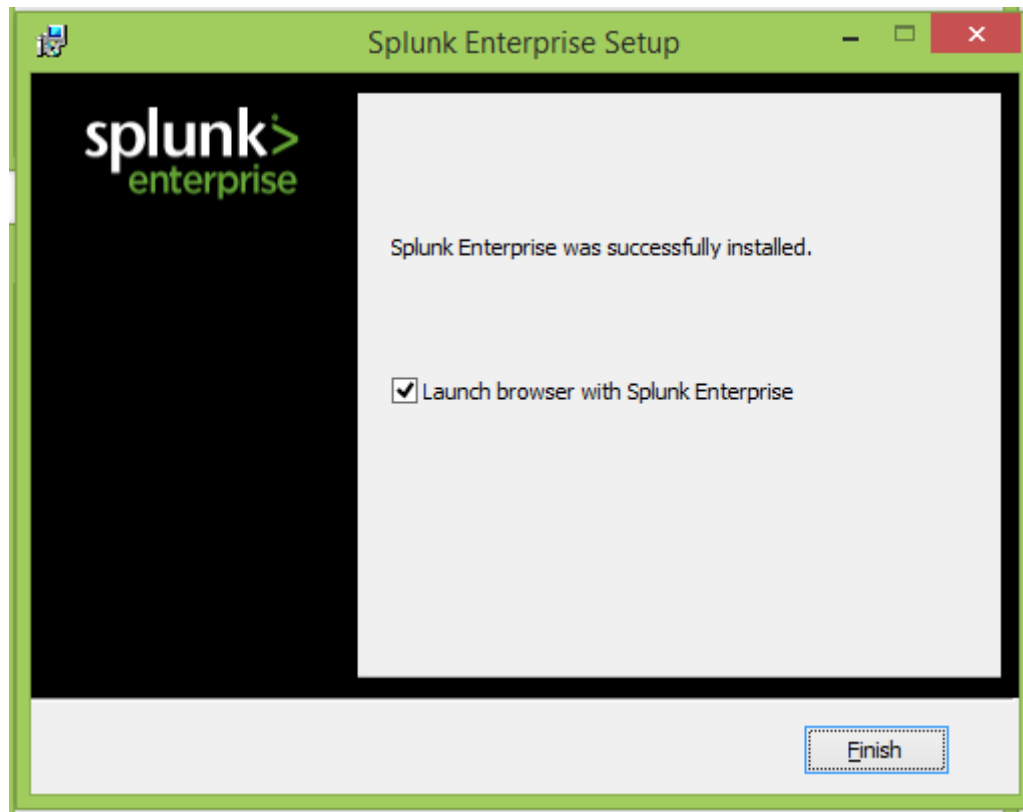 Splunk Enterprise Setup
splunk>
enterprise
Splunk Enterprise was successfully installed.
Launch browser with Splunk Enterprise
Finish